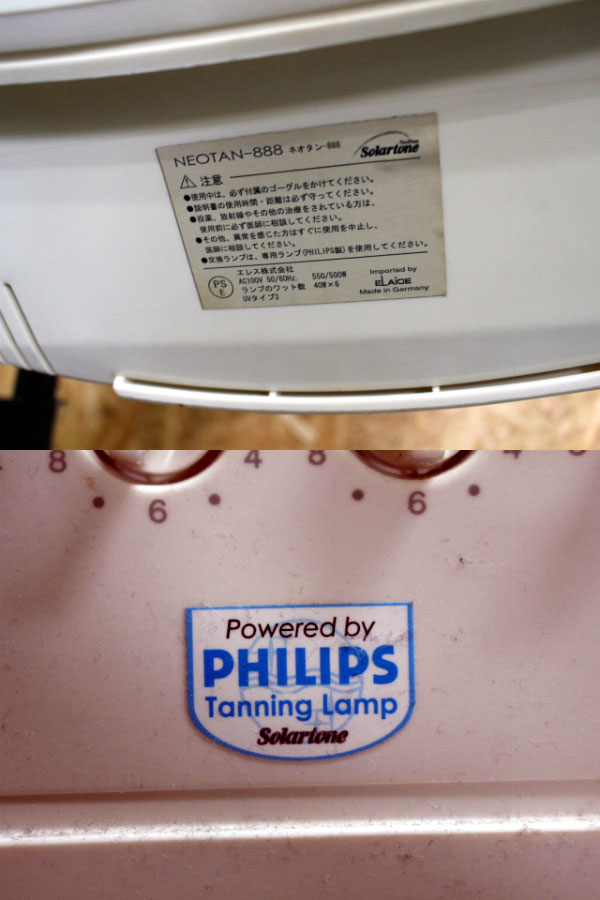 NEOTAN-888 ネオタン-888
Solartone
注意
●使用中は、必ず付属のゴーグルをかけてください。
●説明書の使用時間・距離は必ず守ってください。
●投薬、放射線やその他の治療をされている方は、
使用前に必ず医師に相談してください。
●その他、異常を感じた方はすぐに使用を中止し、
医師に相談してください。
●交換ランプは、専用ランプ(PHILIPS製)を使用してください。
PS
E
エレス株式会社
AC100V 50/60Hz. 550/500W
ランプのワット数 40W×6
UVタイプ3
Imported by
ELAiCE
Made in Germany
8 4 8 4
6 6
Powered by
PHILIPS
Tanning Lamp
Solartone